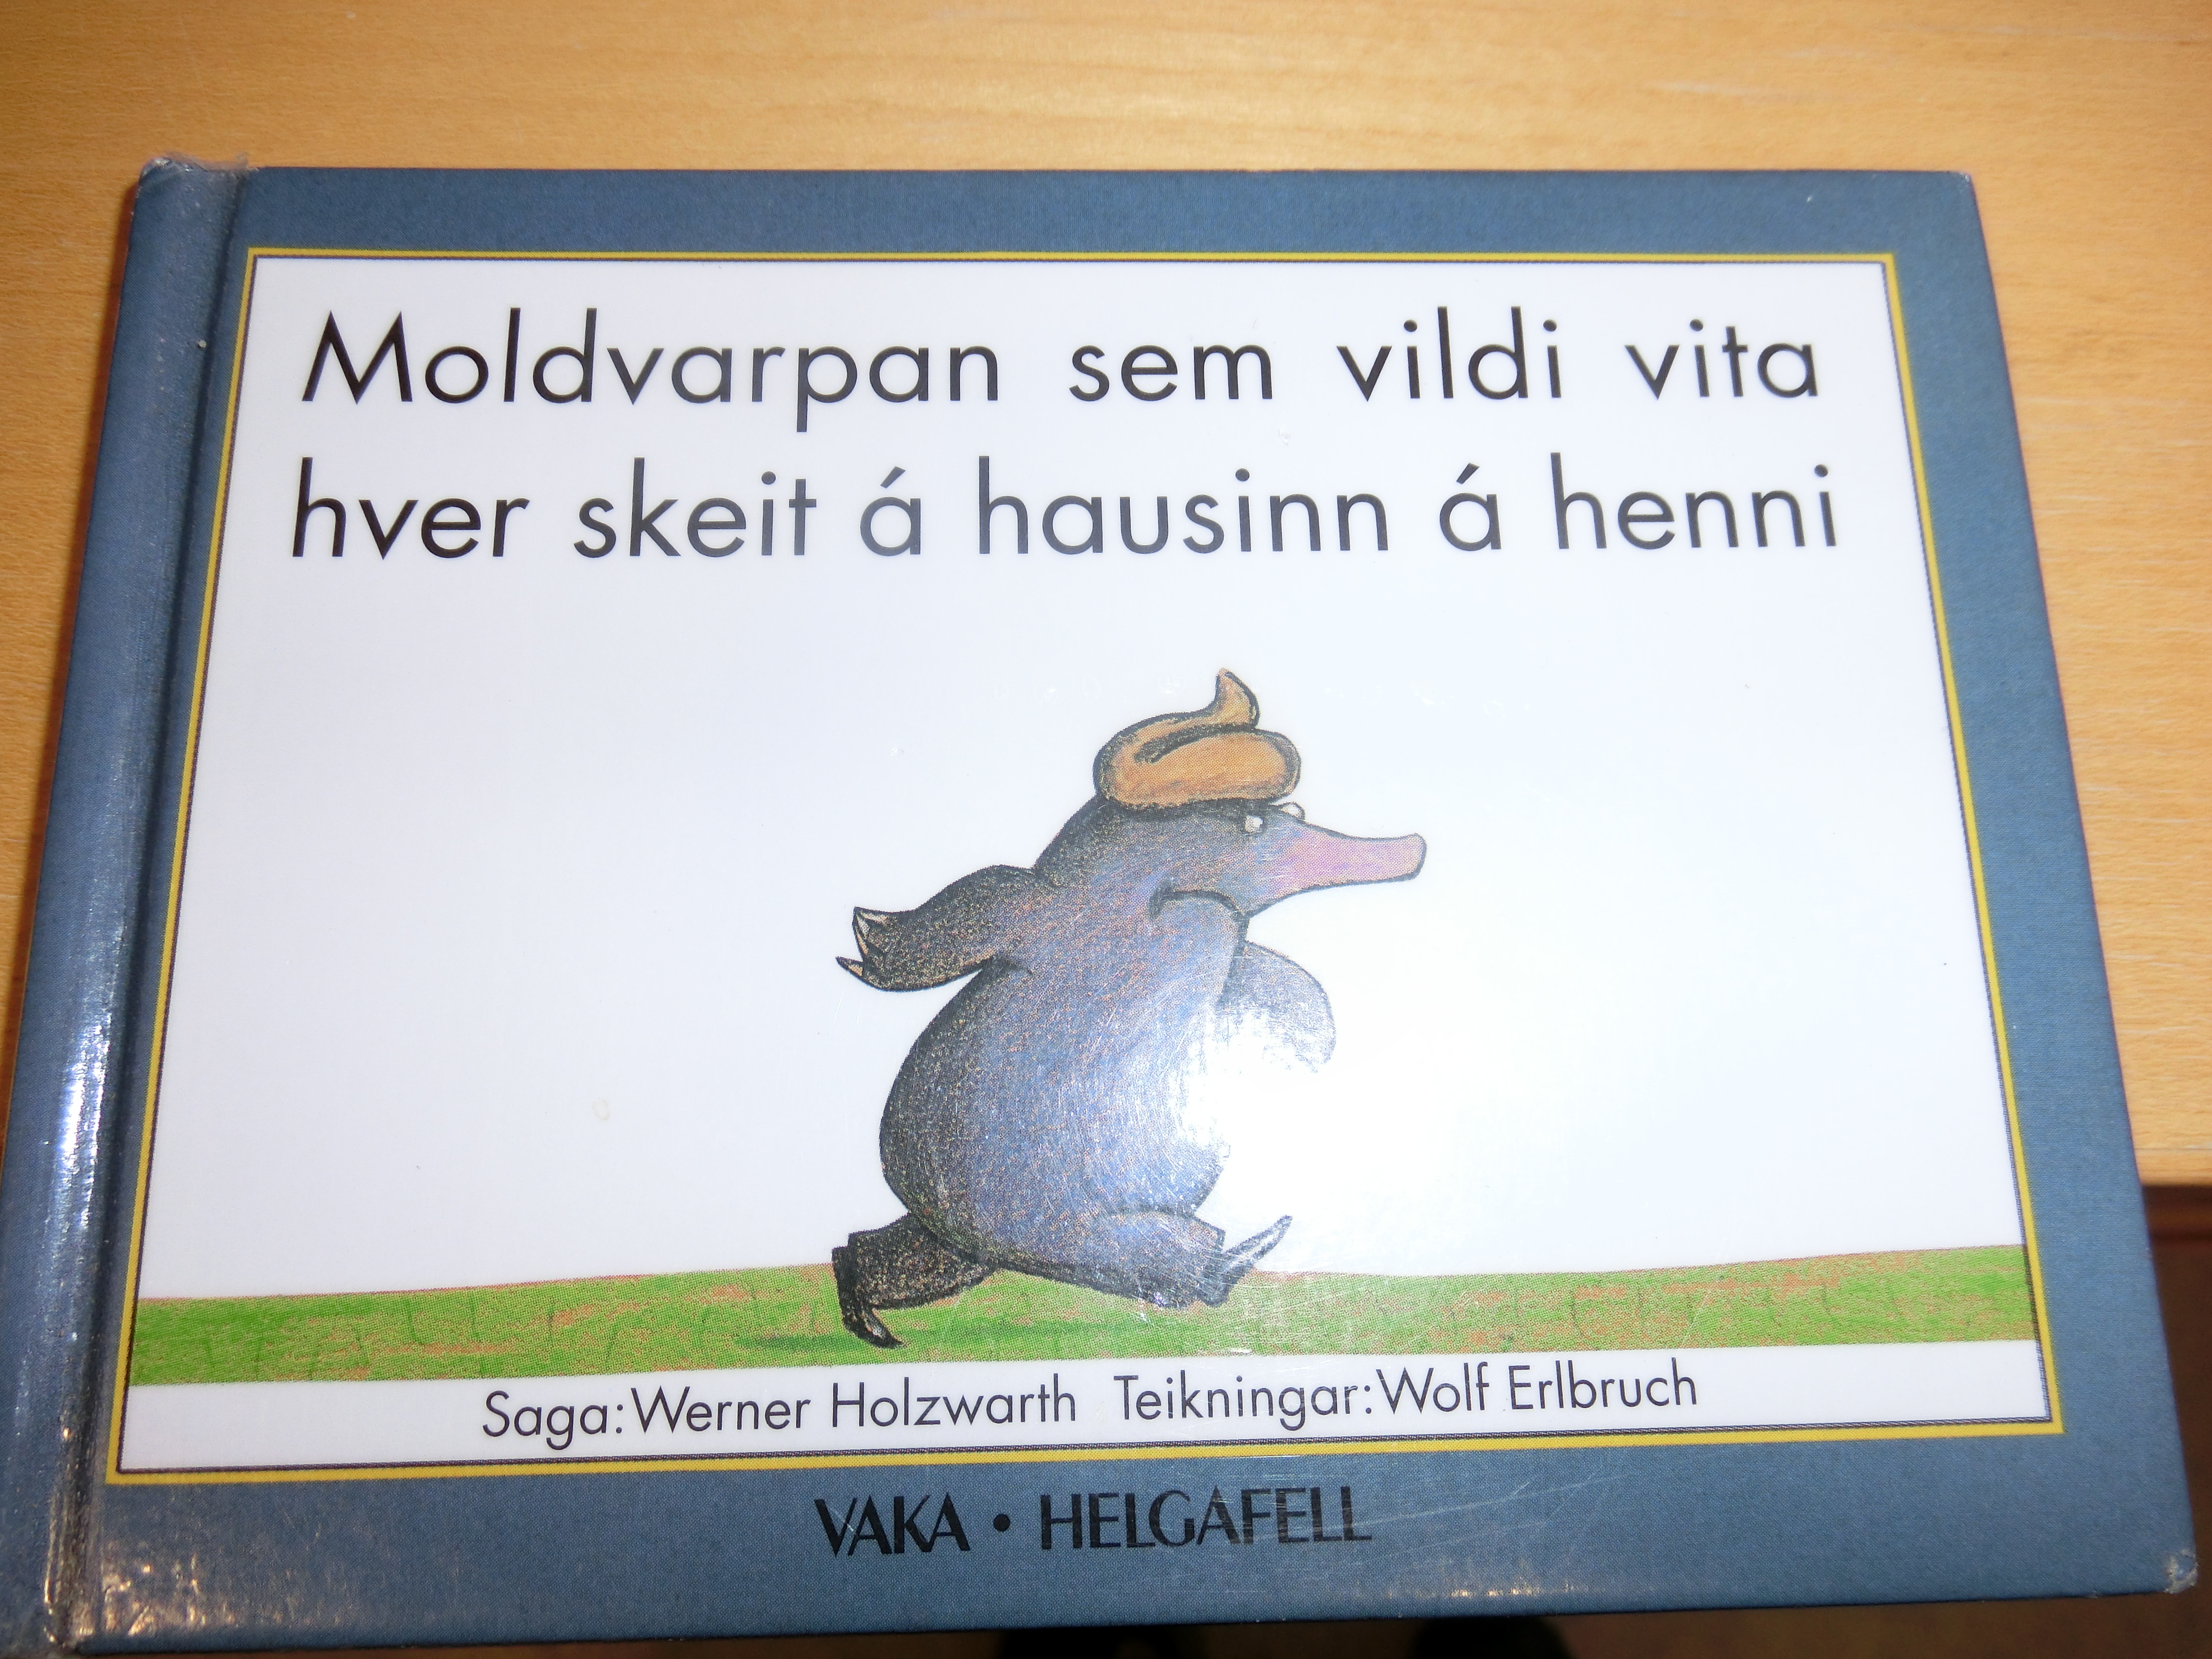 Moldvarpan sem vildi vita
hver skeit á hausinn á henni
Saga: Werner Holzwarth Teikningar: Wolf Erlbruch
VAKA • HELGAFELL